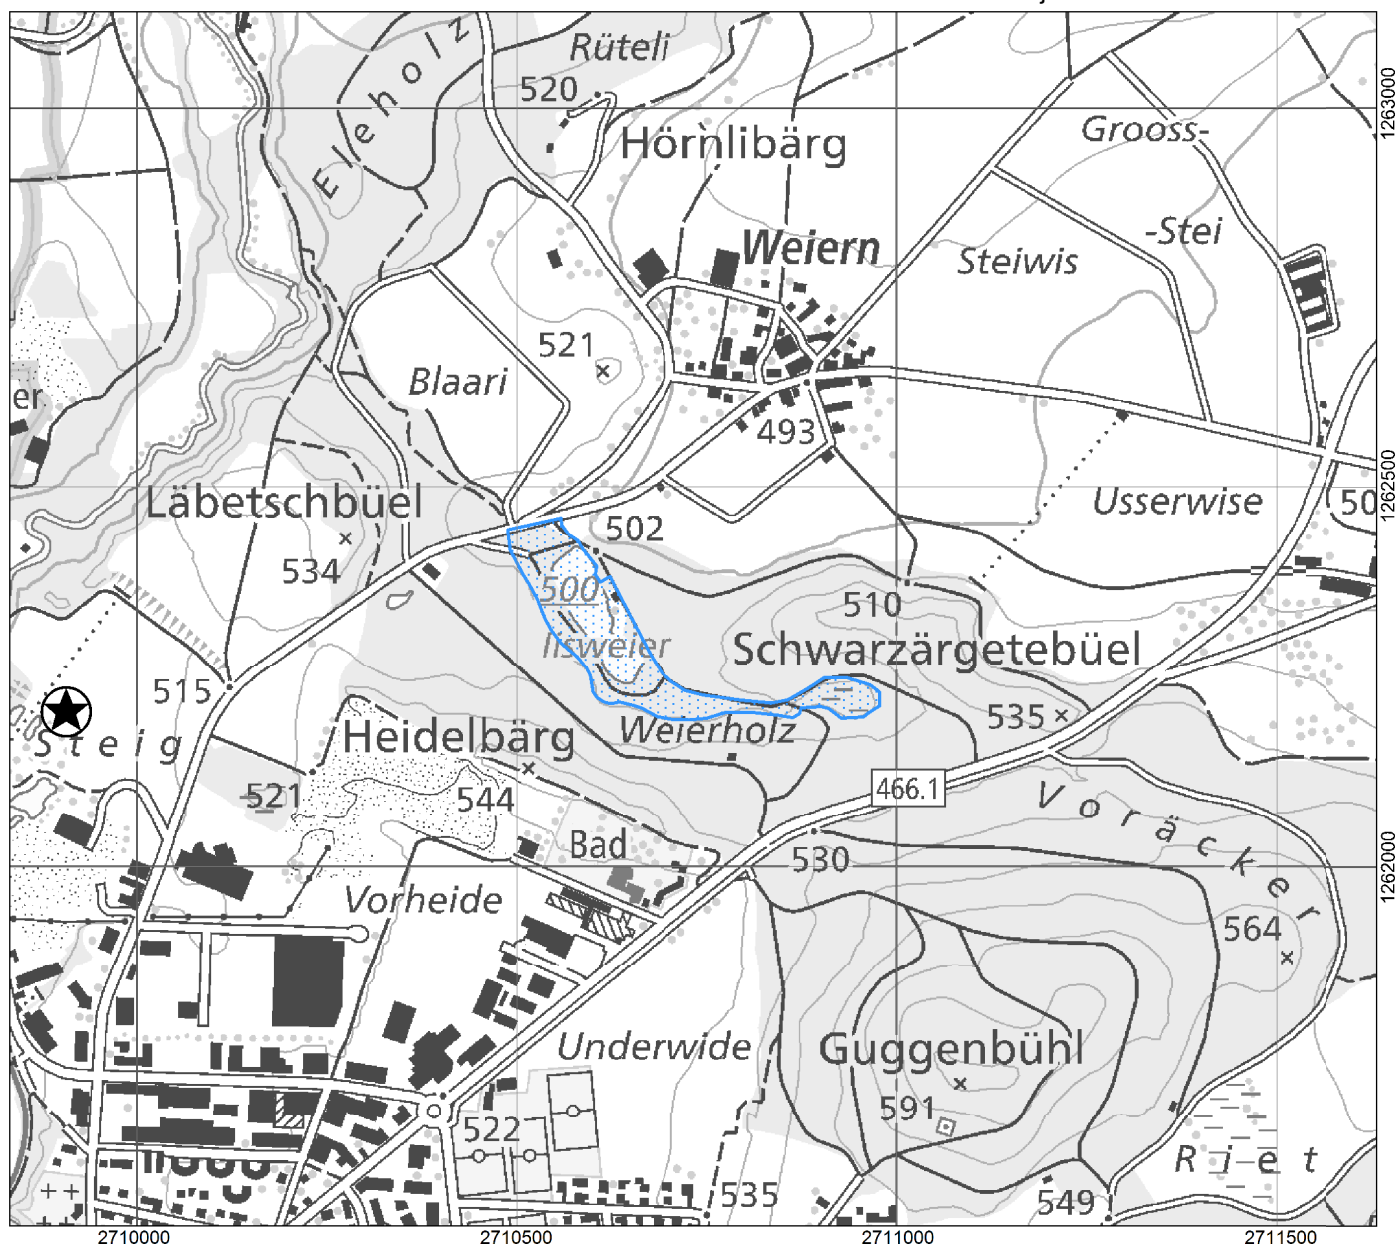 Rüteli
Eleholz
520
1263000
Grooss-
Hörnlibärg
-Stei
Weiern
Steiwis
521
Blaari
er
493
Läbetschbüel
1262500
Usserwise
50
502
534
500
510
Ilsweier
Schwarzärgetebüel
515
535
Steig
Heidelbärg
Weierholz
466.1
521
544
Voräcker
Bad
530
1262000
Vorheide
564
Underwide
Guggenbühl
591
522
Riet
535
549
2710000
2710500
2711000
2711500